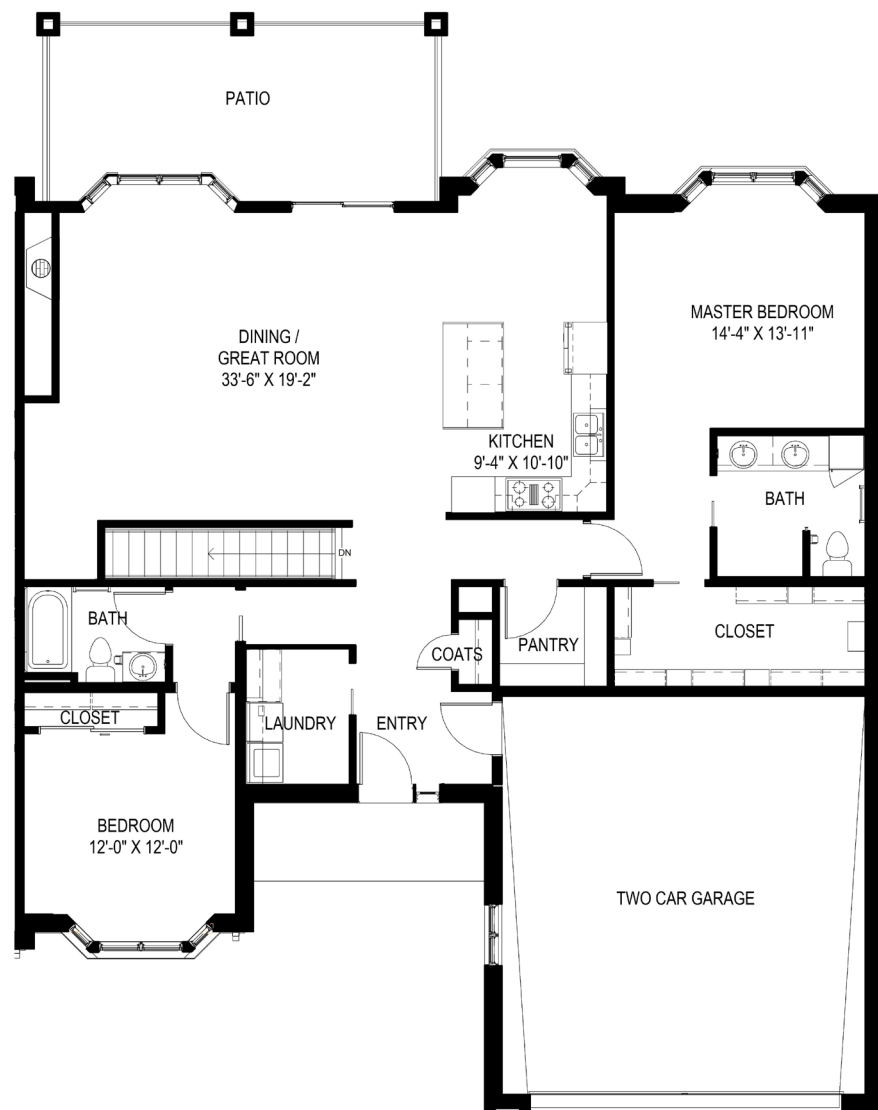 PATIO
MASTER BEDROOM
14'-4" X 13'-11"
DINING /
GREAT ROOM
33'-6" X 19'-2"
KITCHEN
9'-4" X 10'-10"
BATH
DN
BATH
CLOSET
PANTRY
COATS
CLOSET
LAUNDRY
ENTRY
BEDROOM
12'-0" X 12'-0"
TWO CAR GARAGE